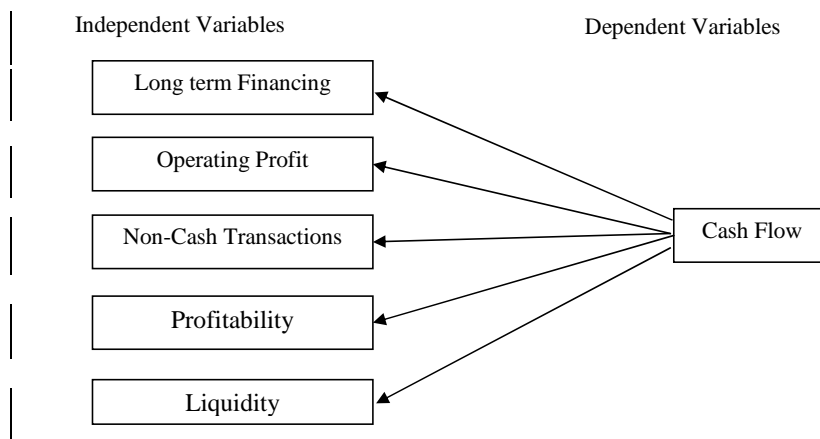 Independent Variables
Dependent Variables
Long term Financing
Operating Profit
Non-Cash Transactions
Cash Flow
Profitability
Liquidity